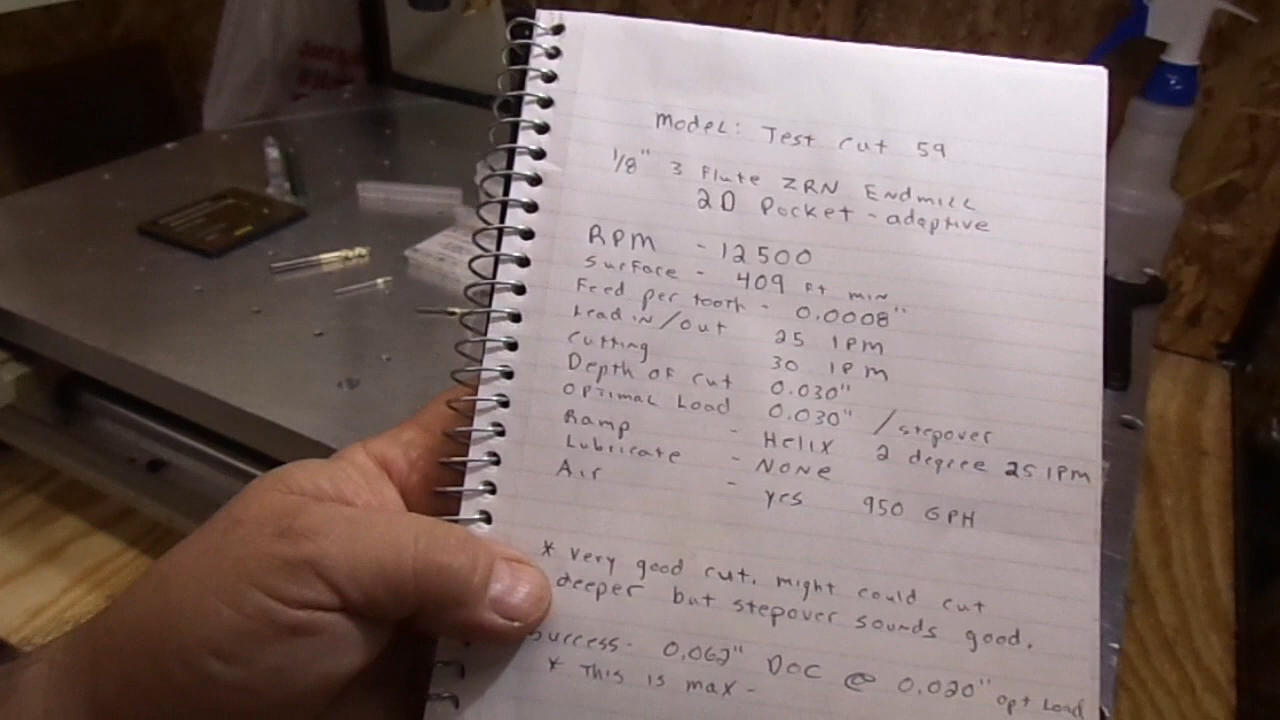 Model: Test Cut 59
1/8" 3 Flute ZRN Endmill
2D Pocket - adaptive
RPM - 12500
Surface - 409 ft min
Feed per tooth - 0.0008"
Lead in/out 25 IPM
Cutting 30 IPM
Depth of cut 0.030"
Optimal Load 0.030" / stepover
Ramp - Helix 2 degree 25 IPM
Lubricate - NONE
Air - yes 950 GPH
* Very good cut. might could cut
deeper but stepover sounds good.
Success - 0.062" DOC @ 0.020" opt Load
* This is max -